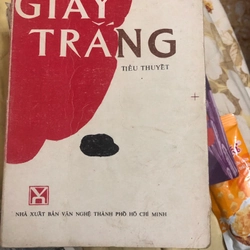 GIẤY
TRẮNG
TIỂU THUYẾT
NHÀ XUẤT BẢN VĂN NGHỆ THÀNH PHỐ HỒ CHÍ MINH